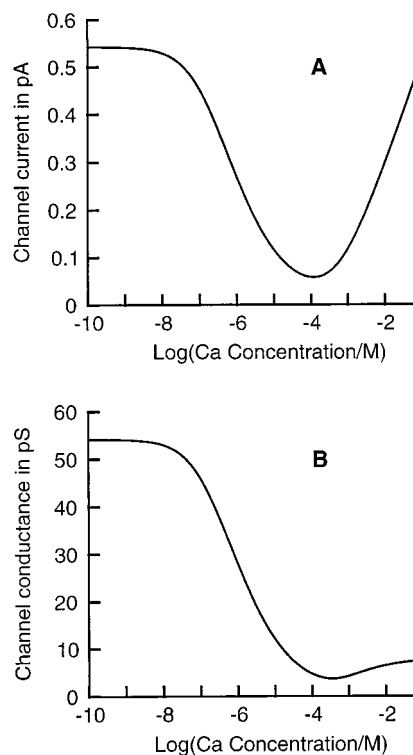 0.6
0.5
0.4
0.3
0.2
0.1
0
Channel current in pA
A
-10 -8 -6 -4 -2
Log(Ca Concentration/M)
60
50
40
30
20
10
0
Channel conductance in pS
B
-10 -8 -6 -4 -2
Log(Ca Concentration/M)